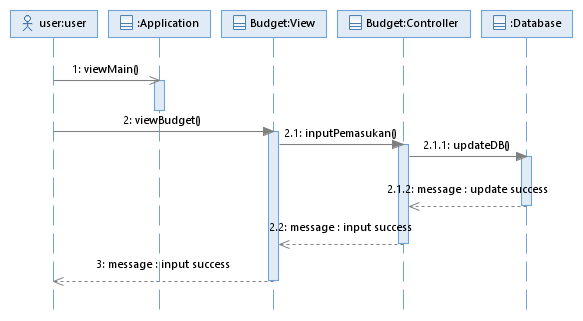 user:user
:Application
Budget:View
Budget:Controller
:Database
1: viewMain()
2: viewBudget()
2.1: inputPemasukan()
2.1.1: updateDB()
2.1.2: message : update success
2.2: message : input success
3: message : input success